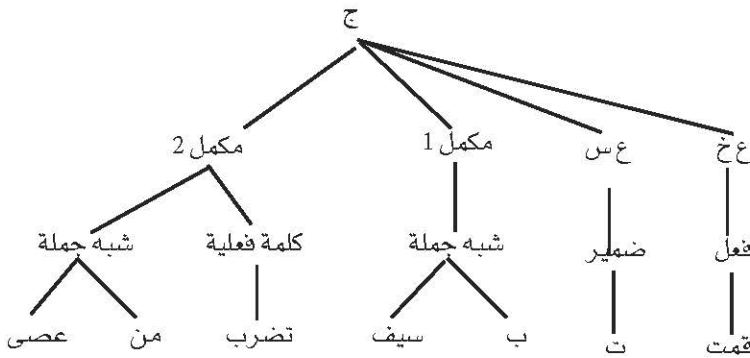 ج
ع خ ع س مكمل 1 مكمل 2
فعل ضمير شبه جملة كلمة فعلية شبه جملة
قمت ت ب سيف تضرب من عصى